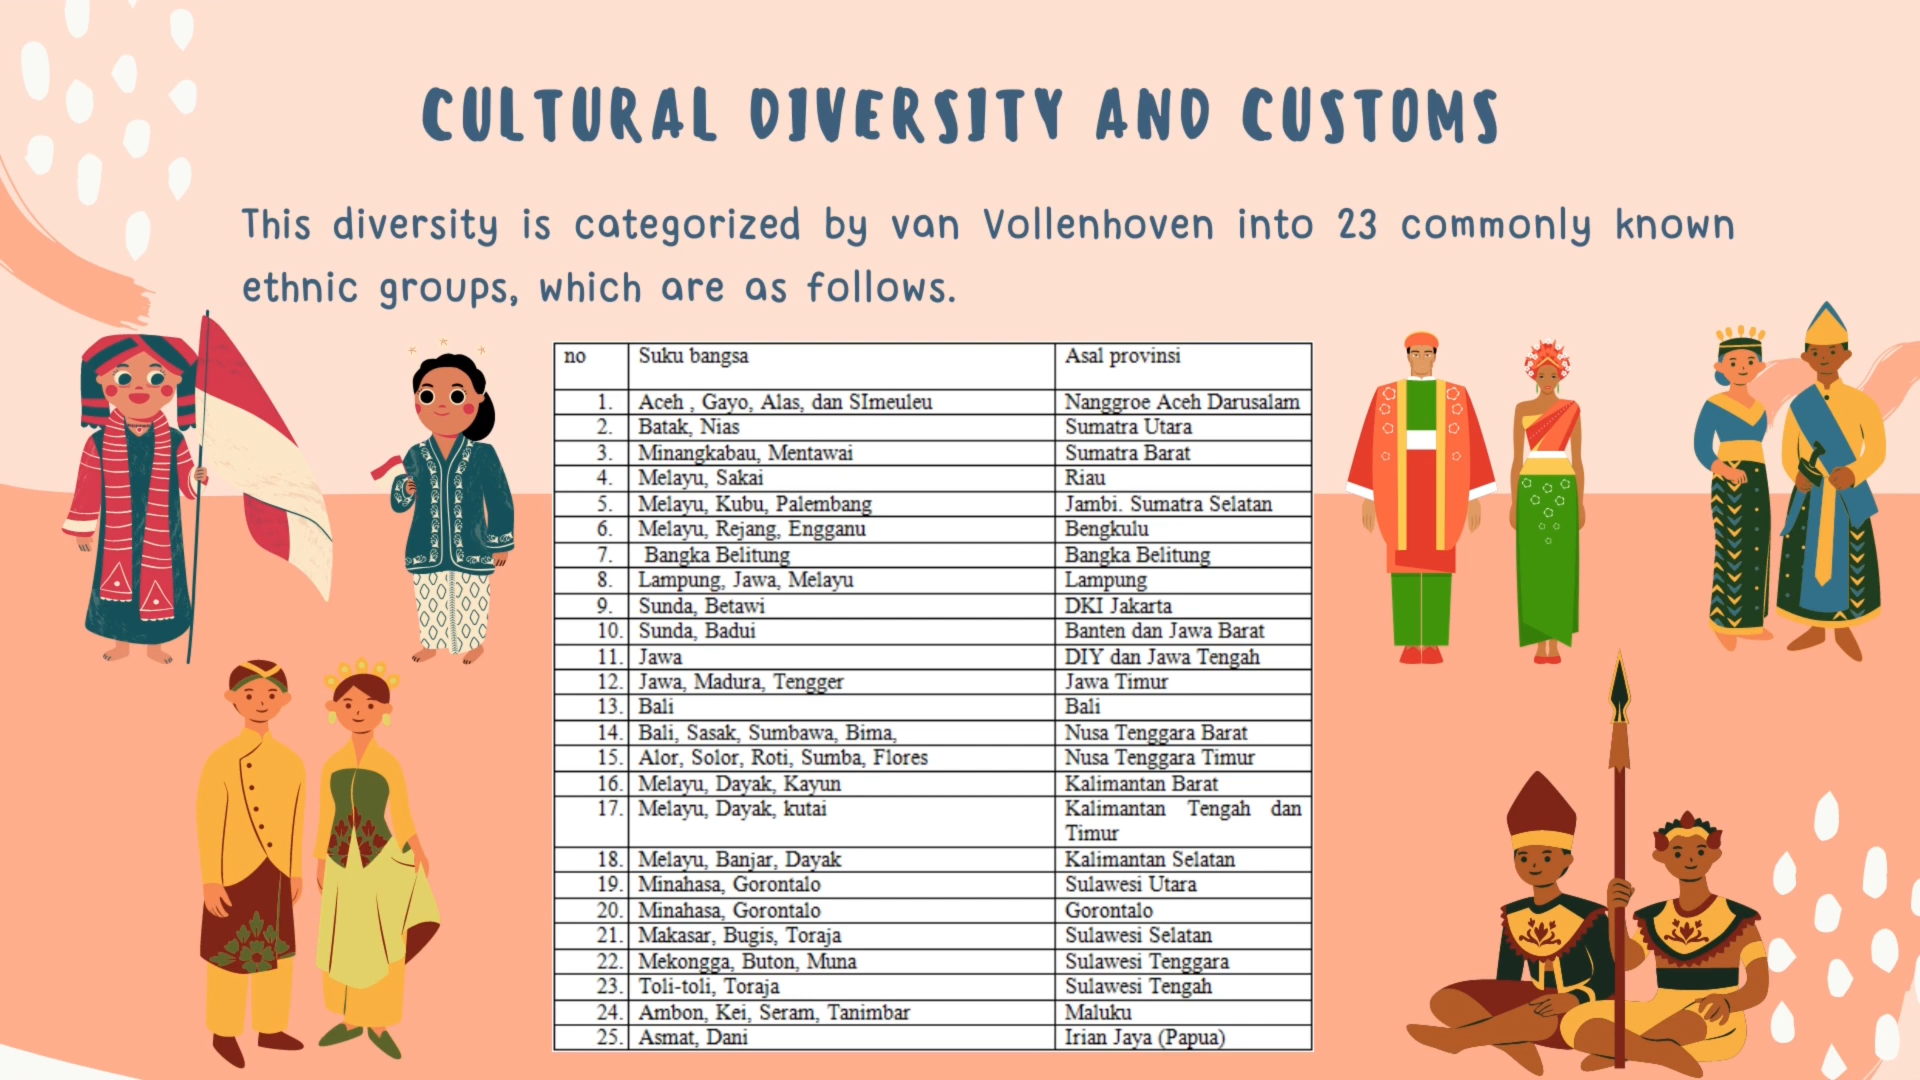 CULTURAL DIVERSITY AND CUSTOMS
This diversity is categorized by van Vollenhoven into 23 commonly known
ethnic groups, which are as follows.
no Suku bangsa Asal provinsi
1. Aceh , Gayo, Alas, dan SImeuleu Nanggroe Aceh Darusalam
2. Batak, Nias Sumatra Utara
3. Minangkabau, Mentawai Sumatra Barat
4. Melayu, Sakai Riau
5. Melayu, Kubu, Palembang Jambi. Sumatra Selatan
6. Melayu, Rejang, Engganu Bengkulu
7. Bangka Belitung Bangka Belitung
8. Lampung, Jawa, Melayu Lampung
9. Sunda, Betawi DKI Jakarta
10. Sunda, Badui Banten dan Jawa Barat
11. Jawa DIY dan Jawa Tengah
12. Jawa, Madura, Tengger Jawa Timur
13. Bali Bali
14. Bali, Sasak, Sumbawa, Bima, Nusa Tenggara Barat
15. Alor, Solor, Roti, Sumba, Flores Nusa Tenggara Timur
16. Melayu, Dayak, Kayun Kalimantan Barat
17. Melayu, Dayak, kutai Kalimantan Tengah dan
Timur
18. Melayu, Banjar, Dayak Kalimantan Selatan
19. Minahasa, Gorontalo Sulawesi Utara
20. Minahasa, Gorontalo Gorontalo
21. Makasar, Bugis, Toraja Sulawesi Selatan
22. Mekongga, Buton, Muna Sulawesi Tenggara
23. Toli-toli, Toraja Sulawesi Tengah
24. Ambon, Kei, Seram, Tanimbar Maluku
25. Asmat, Dani Irian Jaya (Papua)